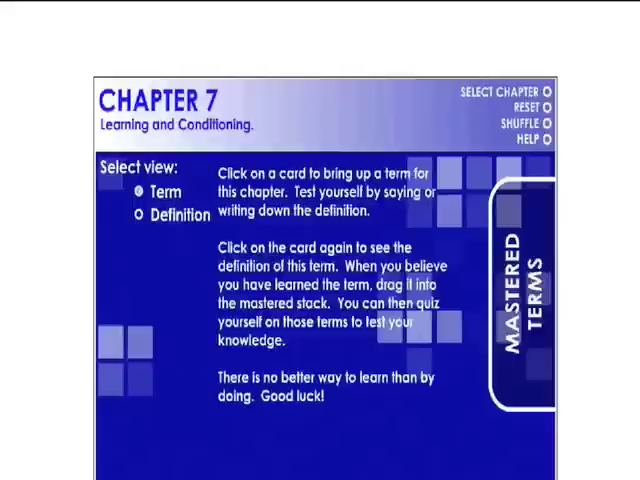 CHAPTER 7
Learning and Conditioning.
SELECT CHAPTER
RESET
SHUFFLE
HELP
Select view:
Term
Definition
Click on a card to bring up a term for
this chapter. Test yourself by saying or
writing down the definition.
Click on the card again to see the
definition of this term. When you believe
you have learned the term, drag it into
the mastered stack. You can then quiz
yourself on those terms to test your
knowledge.
There is no better way to learn than by
doing. Good luck!
MASTERED
TERMS